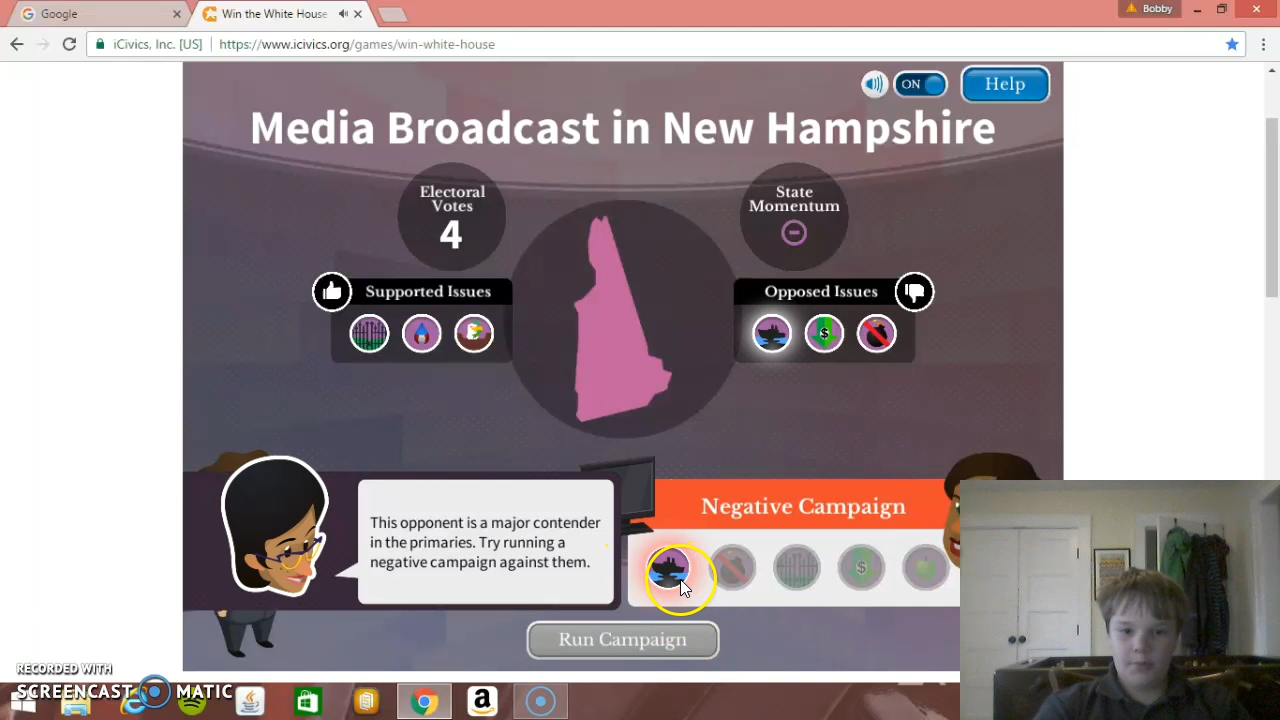 Google
Win the White House
Bobby
iCivics, Inc. [US]
https://www.icivics.org/games/win-white-house
ON
Help
Media Broadcast in New Hampshire
Electoral
Votes
4
State
Momentum
Supported Issues
Opposed Issues
$
This opponent is a major contender
in the primaries. Try running a
negative campaign against them.
Negative Campaign
$
Run Campaign
RECORDED WITH
SCREENCAST MATIC
a